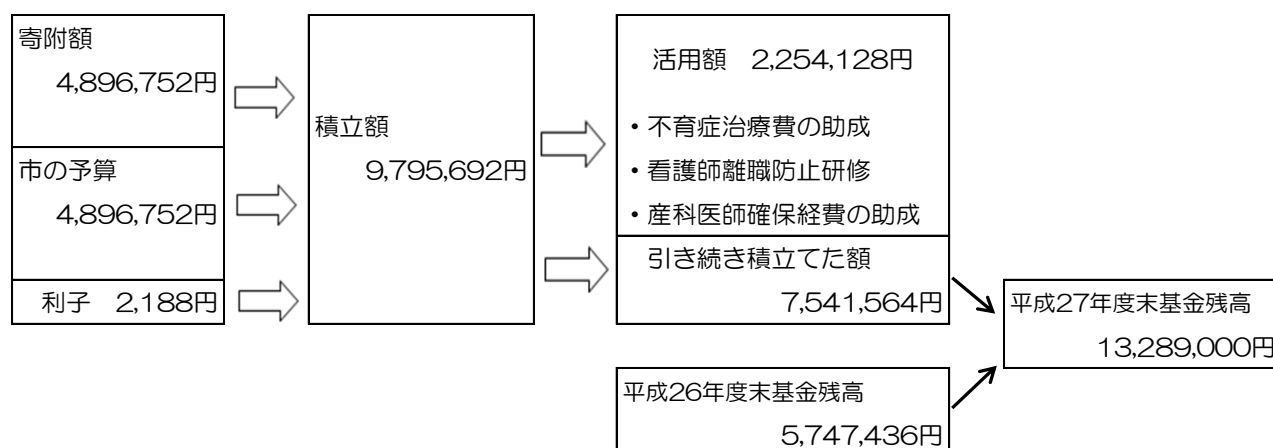 寄附額
4,896,752円
市の予算
4,896,752円
利子 2,188円
積立額
9,795,692円
活用額 2,254,128円
・不育症治療費の助成
・看護師離職防止研修
・産科医師確保経費の助成
引き続き積立てた額
7,541,564円
平成26年度末基金残高
5,747,436円
平成27年度末基金残高
13,289,000円